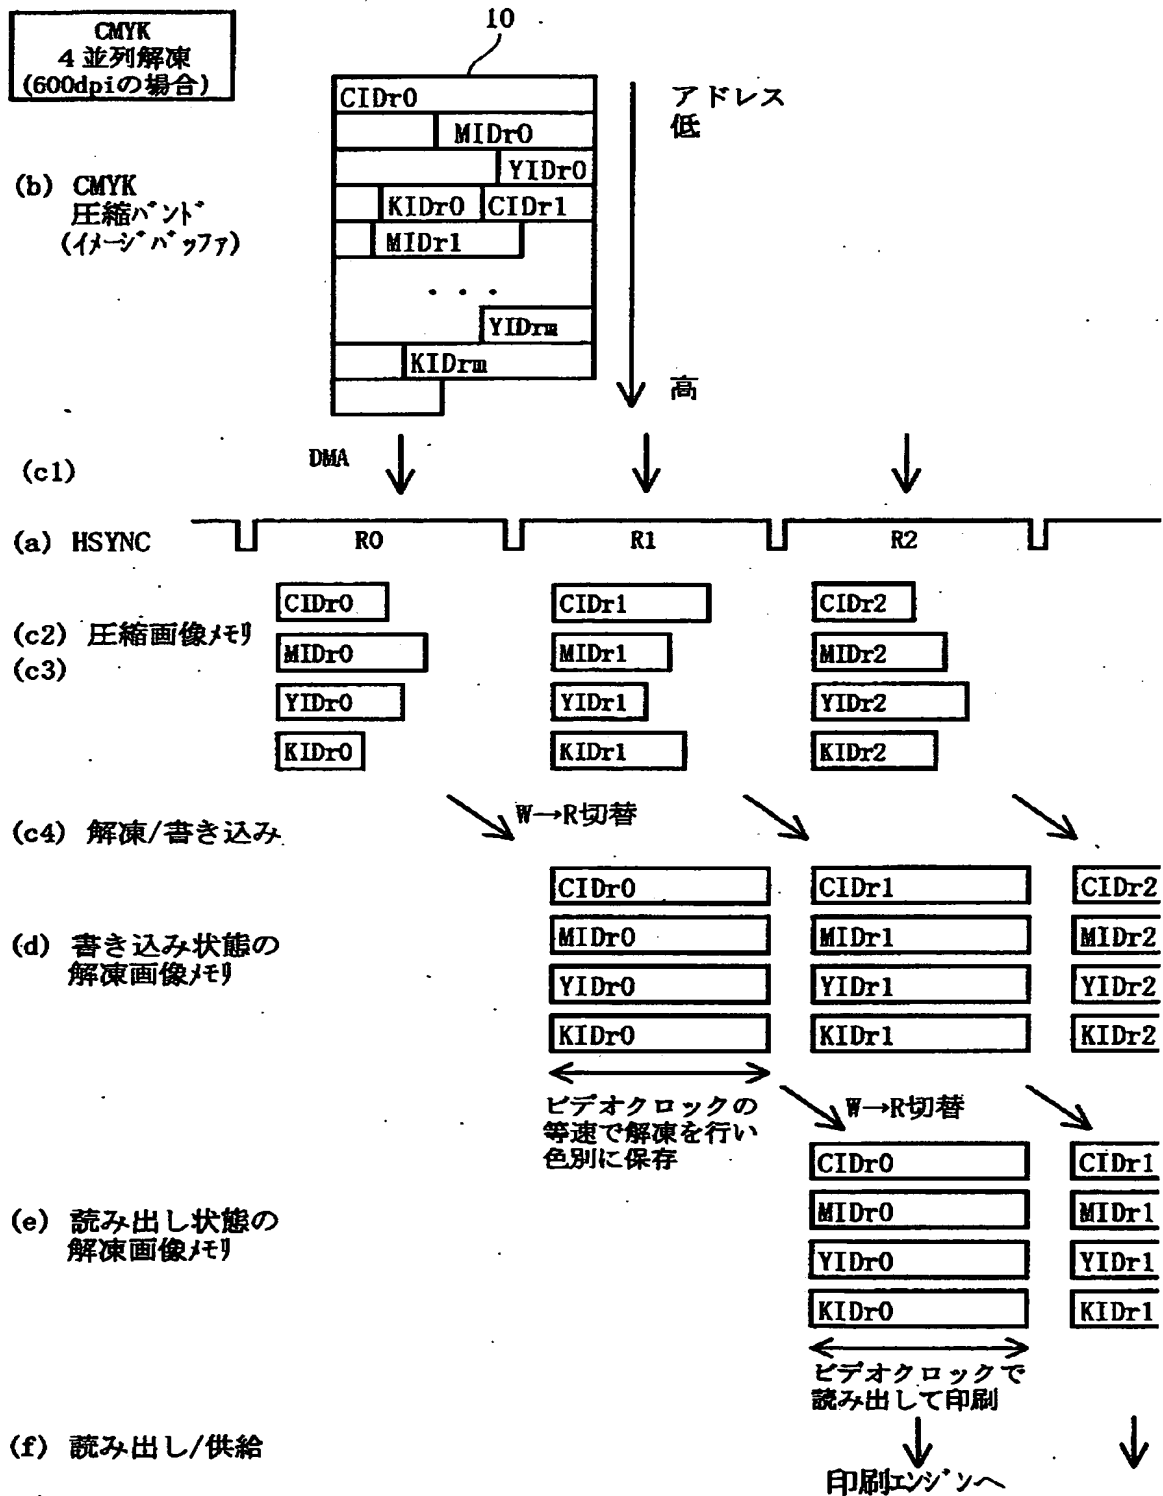 CMYK
4並列解凍
(600dpiの場合)
10
CIDr0
MIDr0
YIDr0
KIDr0 CIDr1
MIDr1
・・・
YIDrm
KIDrm
アドレス
低
高
(b) CMYK
圧縮バンド
(イメージバッファ)
(c1)
DMA
(a) HSYNC
R0 R1 R2
(c2) 圧縮画像メモリ
(c3)
CIDr0 CIDr1 CIDr2
MIDr0 MIDr1 MIDr2
YIDr0 YIDr1 YIDr2
KIDr0 KIDr1 KIDr2
W→R切替
(c4) 解凍/書き込み
(d) 書き込み状態の
解凍画像メモリ
CIDr0 CIDr1 CIDr2
MIDr0 MIDr1 MIDr2
YIDr0 YIDr1 YIDr2
KIDr0 KIDr1 KIDr2
ビデオクロックの
等速で解凍を行い
色別に保存
W→R切替
(e) 読み出し状態の
解凍画像メモリ
CIDr0 CIDr1
MIDr0 MIDr1
YIDr0 YIDr1
KIDr0 KIDr1
ビデオクロックで
読み出して印刷
(f) 読み出し/供給
印刷エンジンへ